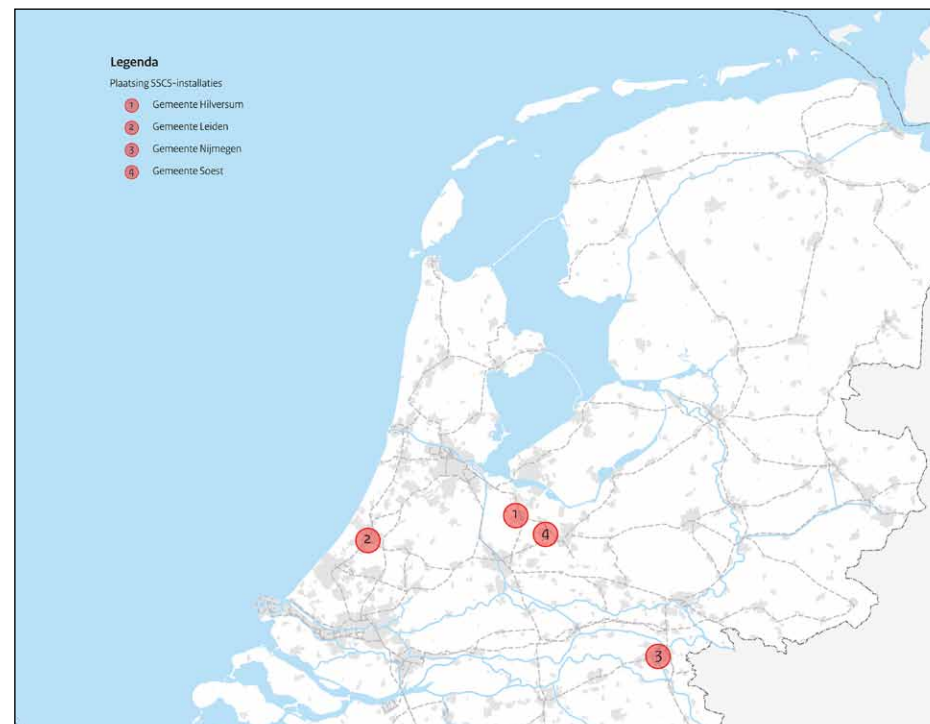 Legenda
Plaatsing SSCS-installaties
1 Gemeente Hilversum
2 Gemeente Leiden
3 Gemeente Nijmegen
4 Gemeente Soest
1
4
2
3